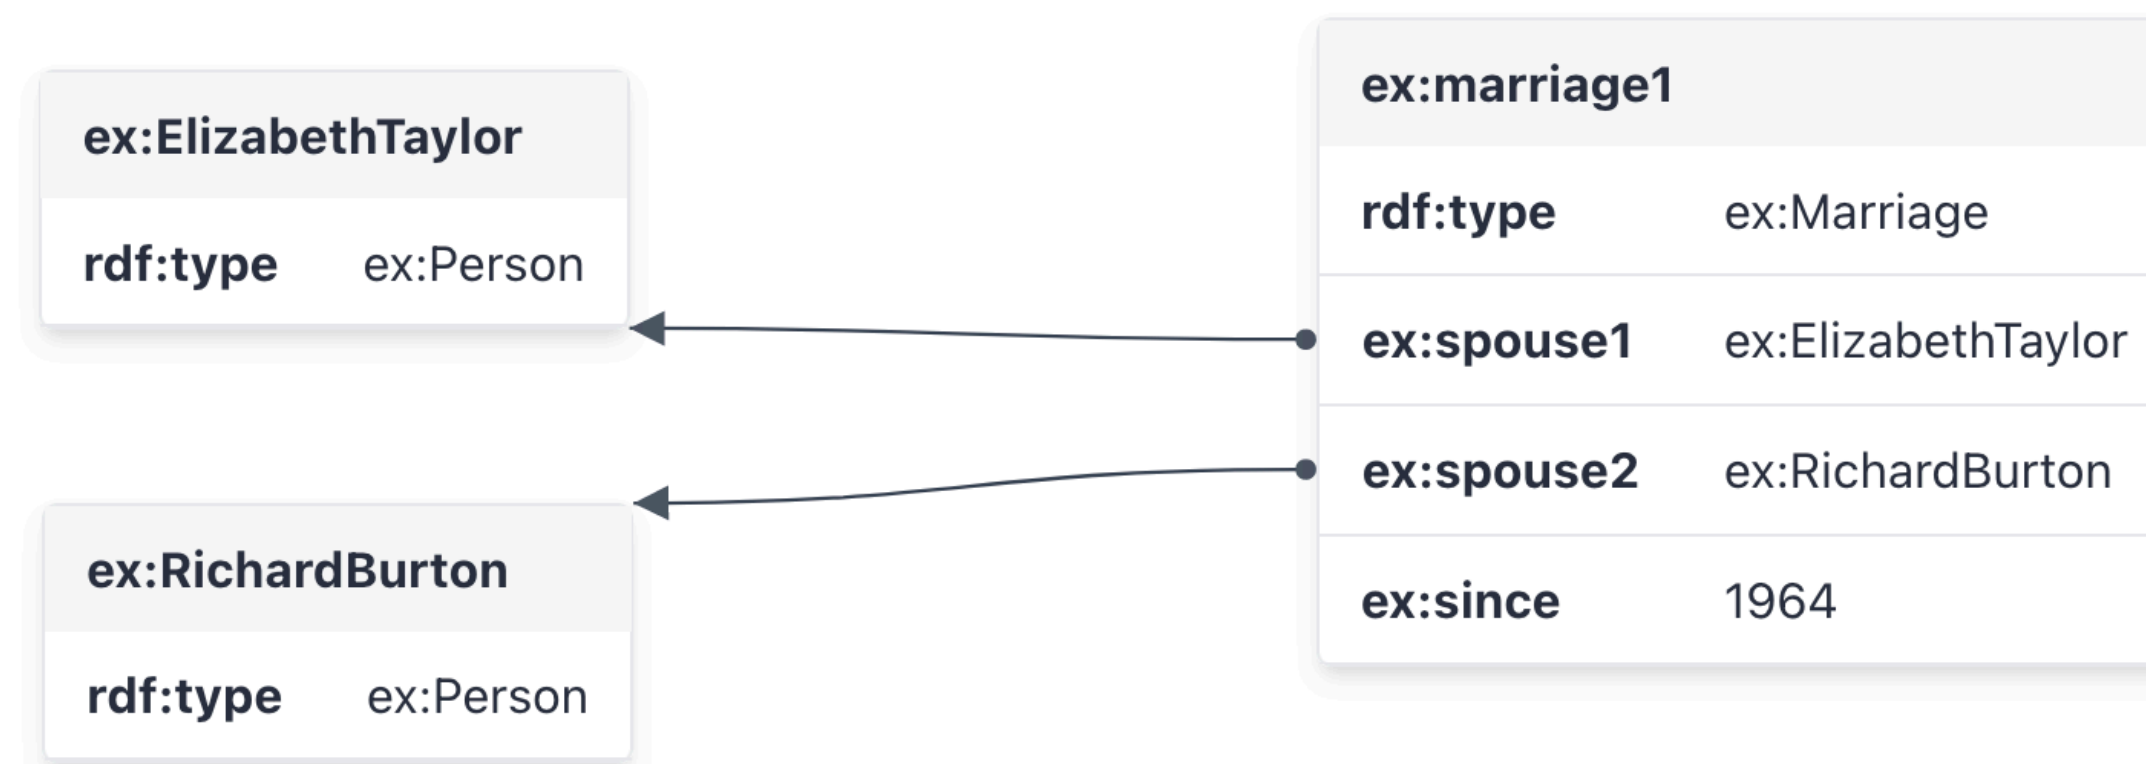 ex:ElizabethTaylor
rdf:type ex:Person
ex:RichardBurton
rdf:type ex:Person
ex:marriage1
rdf:type ex:Marriage
ex:spouse1 ex:ElizabethTaylor
ex:spouse2 ex:RichardBurton
ex:since 1964